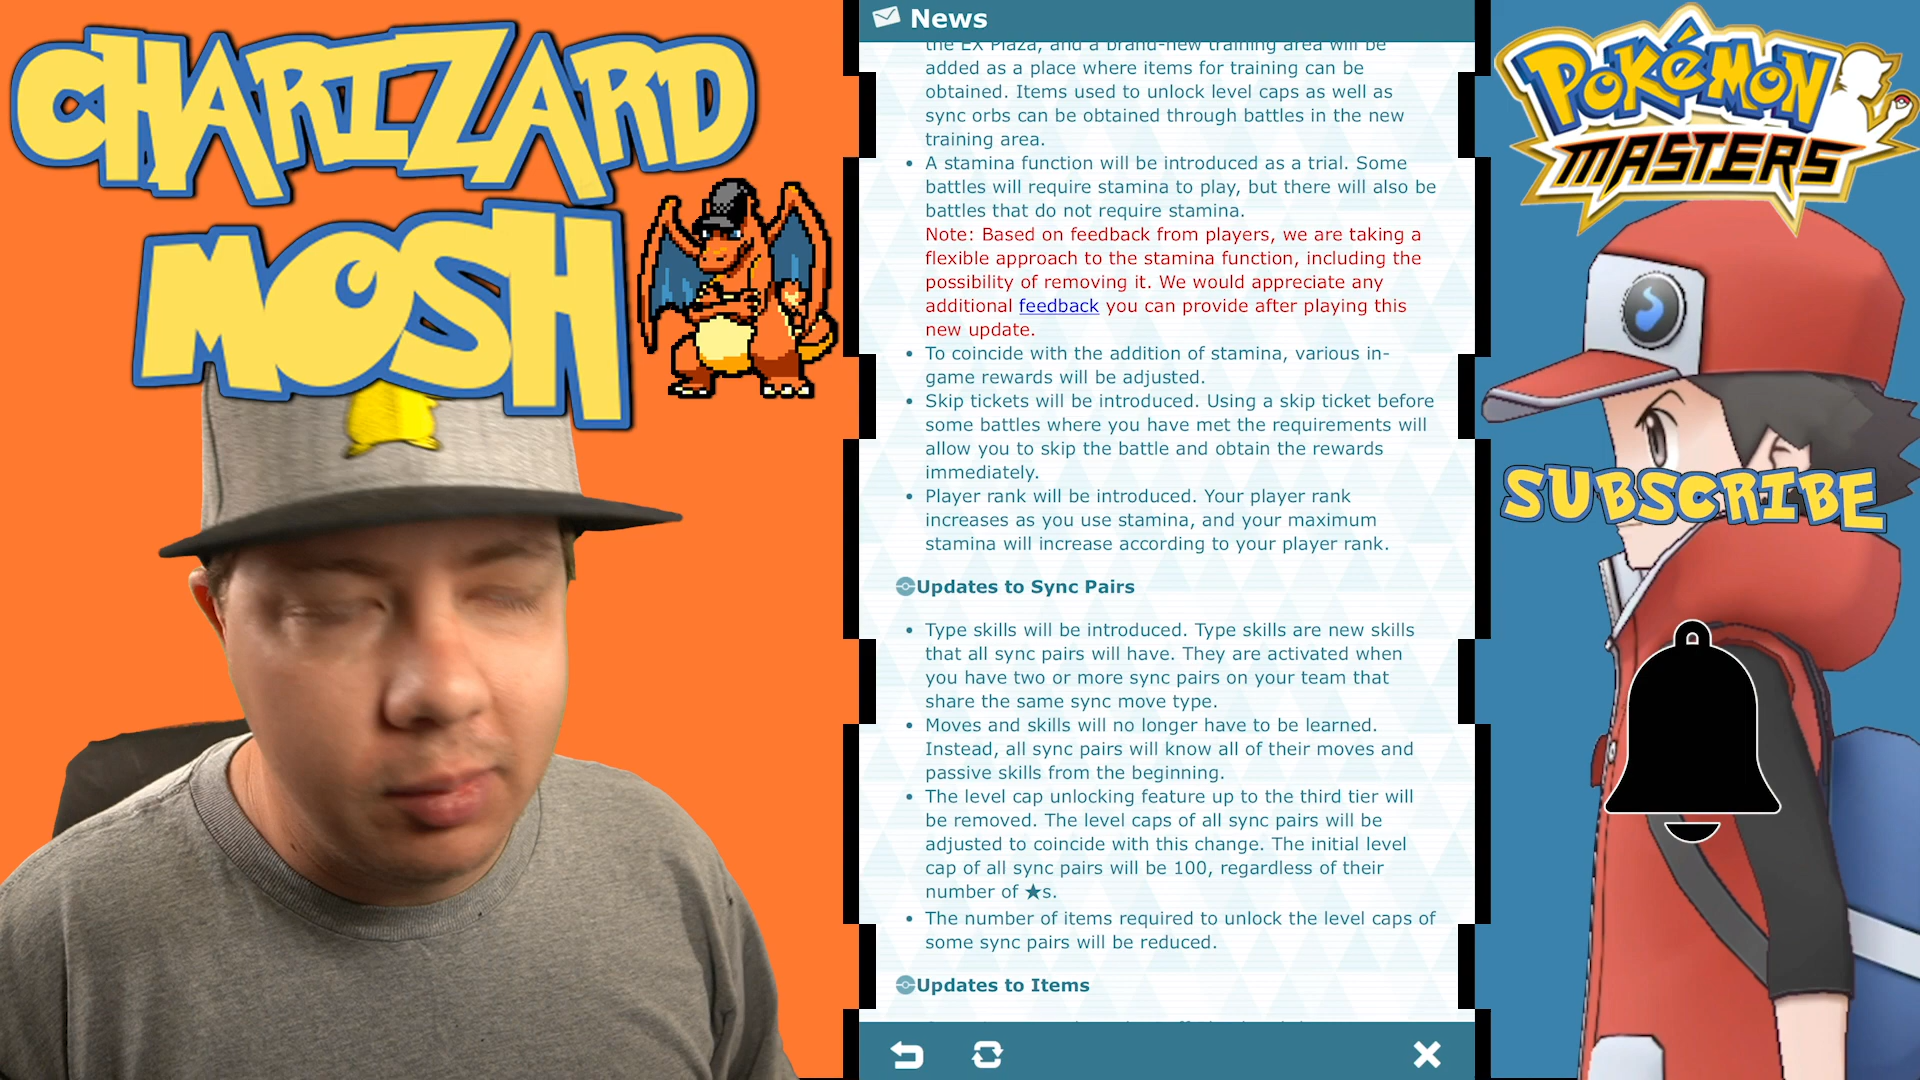 CHARIZARD
MOSH
News
the EX Plaza, and a brand-new training area will be
added as a place where items for training can be
obtained. Items used to unlock level caps as well as
sync orbs can be obtained through battles in the new
training area.
• A stamina function will be introduced as a trial. Some
battles will require stamina to play, but there will also be
battles that do not require stamina.
Note: Based on feedback from players, we are taking a
flexible approach to the stamina function, including the
possibility of removing it. We would appreciate any
additional feedback you can provide after playing this
new update.
• To coincide with the addition of stamina, various in-
game rewards will be adjusted.
• Skip tickets will be introduced. Using a skip ticket before
some battles where you have met the requirements will
allow you to skip the battle and obtain the rewards
immediately.
• Player rank will be introduced. Your player rank
increases as you use stamina, and your maximum
stamina will increase according to your player rank.
Updates to Sync Pairs
• Type skills will be introduced. Type skills are new skills
that all sync pairs will have. They are activated when
you have two or more sync pairs on your team that
share the same sync move type.
• Moves and skills will no longer have to be learned.
Instead, all sync pairs will know all of their moves and
passive skills from the beginning.
• The level cap unlocking feature up to the third tier will
be removed. The level caps of all sync pairs will be
adjusted to coincide with this change. The initial level
cap of all sync pairs will be 100, regardless of their
number of ★s.
• The number of items required to unlock the level caps of
some sync pairs will be reduced.
Updates to Items
POKÉMON
MASTERS
SUBSCRIBE